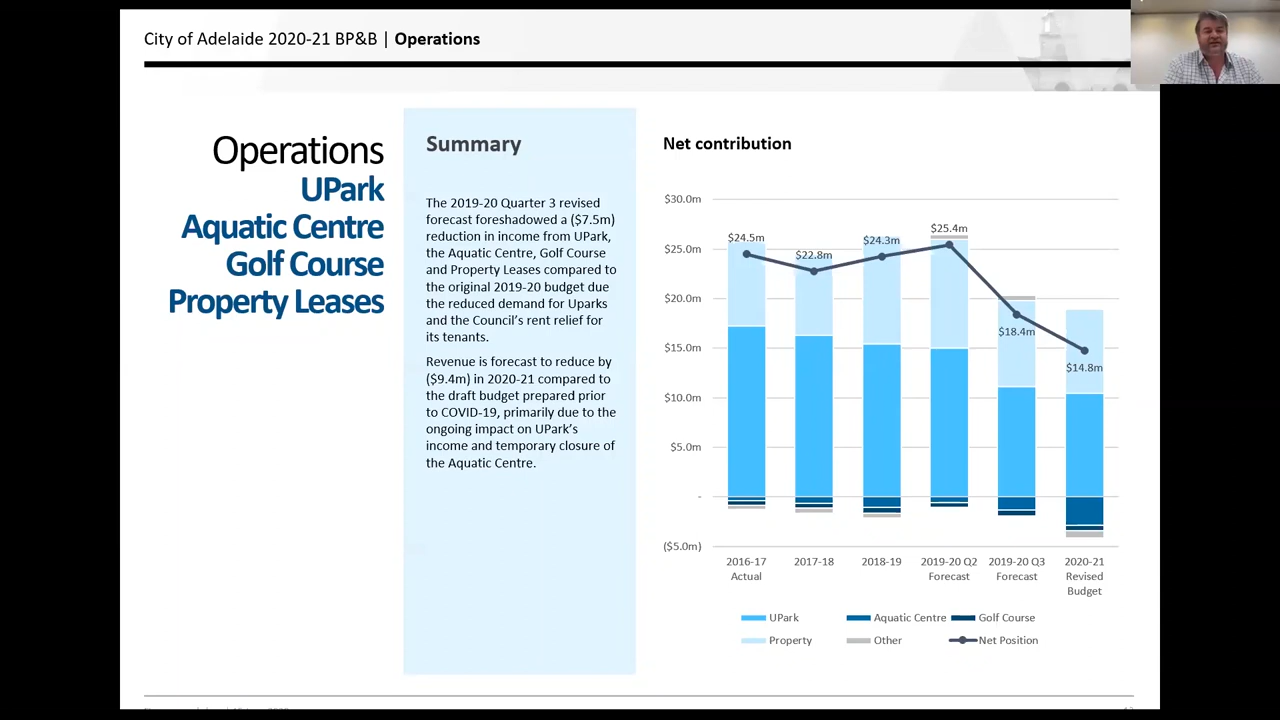 City of Adelaide 2020-21 BP&B | Operations
Operations
UPark
Aquatic Centre
Golf Course
Property Leases
Summary
The 2019-20 Quarter 3 revised
forecast foreshadowed a ($7.5m)
reduction in income from UPark,
the Aquatic Centre, Golf Course
and Property Leases compared to
the original 2019-20 budget due
the reduced demand for Uparks
and the Council's rent relief for
its tenants.
Revenue is forecast to reduce by
($9.4m) in 2020-21 compared to
the draft budget prepared prior
to COVID-19, primarily due to the
ongoing impact on UPark's
income and temporary closure of
the Aquatic Centre.
Net contribution
$30.0m
$25.0m
$20.0m
$15.0m
$10.0m
$5.0m
-
($5.0m)
$24.5m
$22.8m
$24.3m
$25.4m
$18.4m
$14.8m
2016-17
Actual
2017-18
2018-19
2019-20 Q2
Forecast
2019-20 Q3
Forecast
2020-21
Revised
Budget
UPark
Aquatic Centre
Golf Course
Property
Other
Net Position